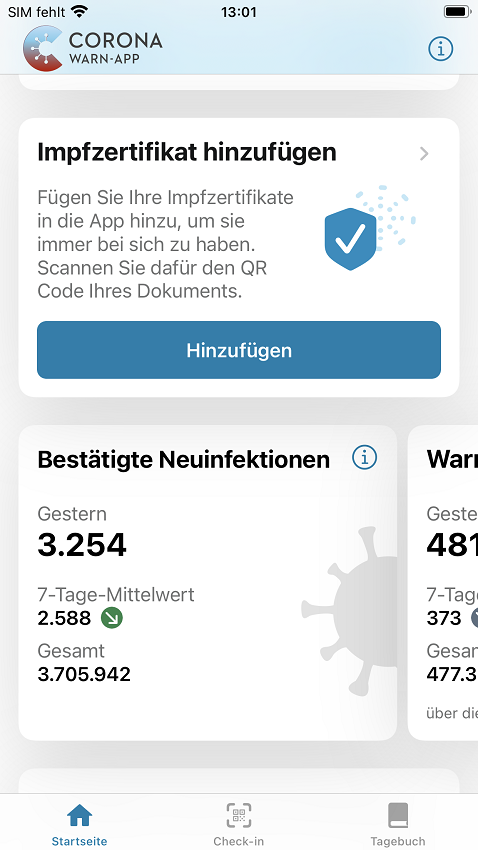 SIM fehlt 13:01
CORONA
WARN-APP
Impfzertifikat hinzufügen
Fügen Sie Ihre Impfzertifikate
in die App hinzu, um sie
immer bei sich zu haben.
Scannen Sie dafür den QR
Code Ihres Dokuments.
Hinzufügen
Bestätigte Neuinfektionen
Gestern
3.254
7-Tage-Mittelwert
2.588
Gesamt
3.705.942
Warn
Geste
481
7-Tag
373
Gesam
477.3
über die
Startseite
Check-in
Tagebuch